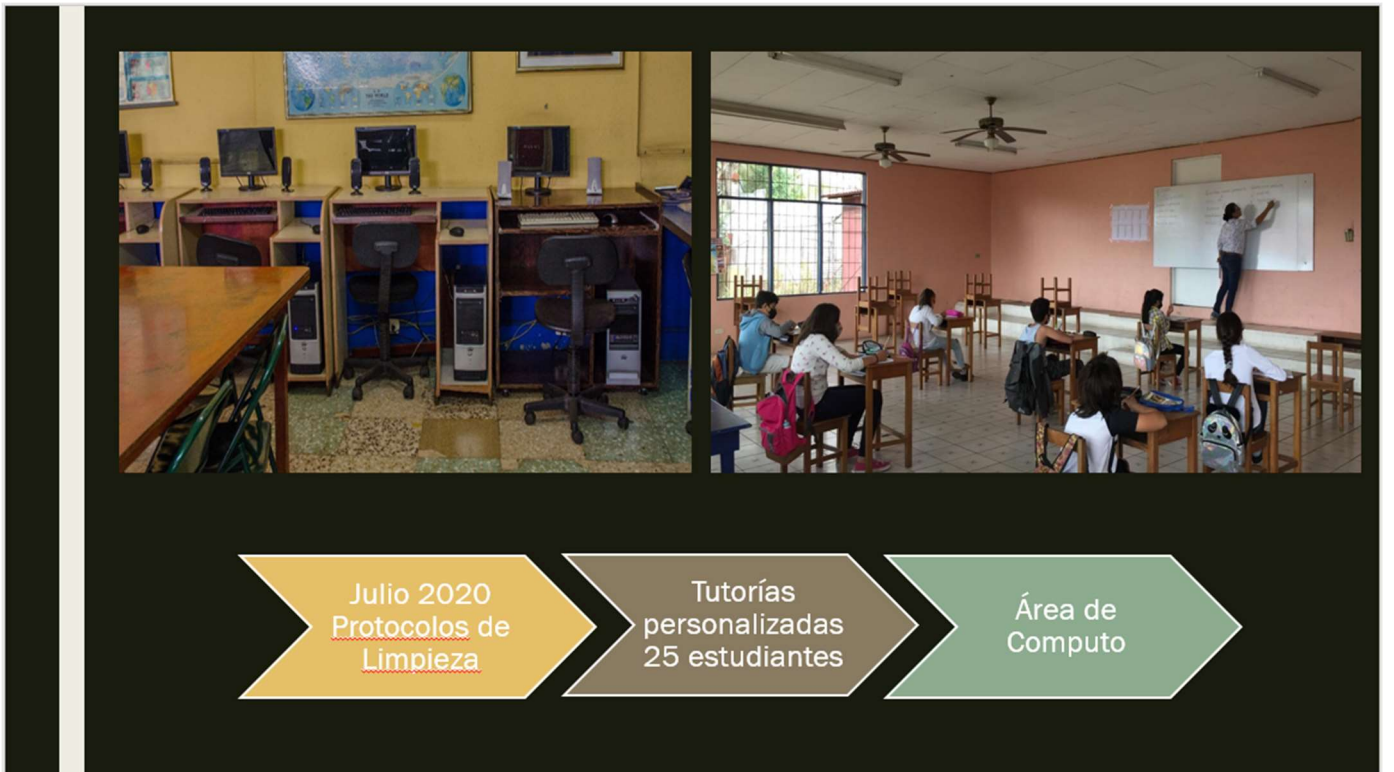 Julio 2020
Protocolos de
Limpieza
Tutorías
personalizadas
25 estudiantes
Área de
Computo